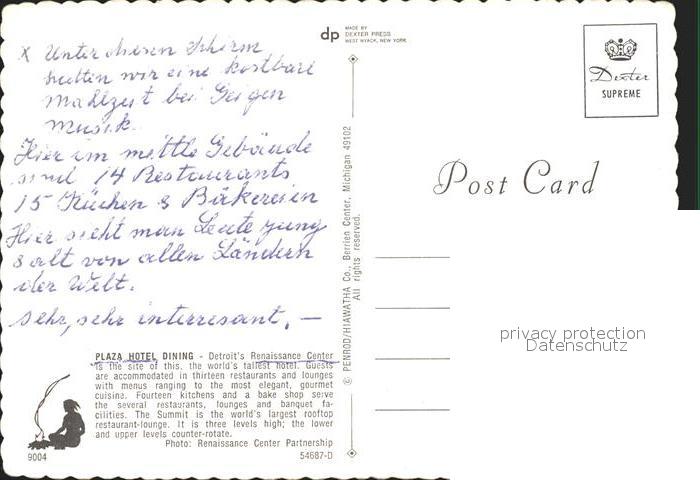 x Unter diesen Schirm
hielten wir eine kostbare
Mahlzeit bei Geigen
musik.
Hier im mittle Gebäude
sind 14 Restaurants
15 Küchen & Bäkereien
Hier sieht man Leute yung
& alt von allen Ländern
der Welt.
sehr, sehr interresant. —
PLAZA HOTEL DINING - Detroit's Renaissance Center
is the site of this, the world's tallest hotel. Guests
are accommodated in thirteen restaurants and lounges
with menus ranging to the most elegant, gourmet
cuisine. Fourteen kitchens and a bake shop serve
the several restaurants, lounges and banquet fa-
cilities. The Summit is the world's largest rooftop
restaurant-lounge. It is three levels high; the lower
and upper levels counter-rotate.
Photo: Renaissance Center Partnership
9004
54687-D
dp MADE BY
DEXTER PRESS
WEST NYACK, NEW YORK
© PENROD/HIAWATHA Co., Berrien Center, Michigan 49102
All rights reserved.
Dexter
SUPREME
Post Card
privacy protection
Datenschutz